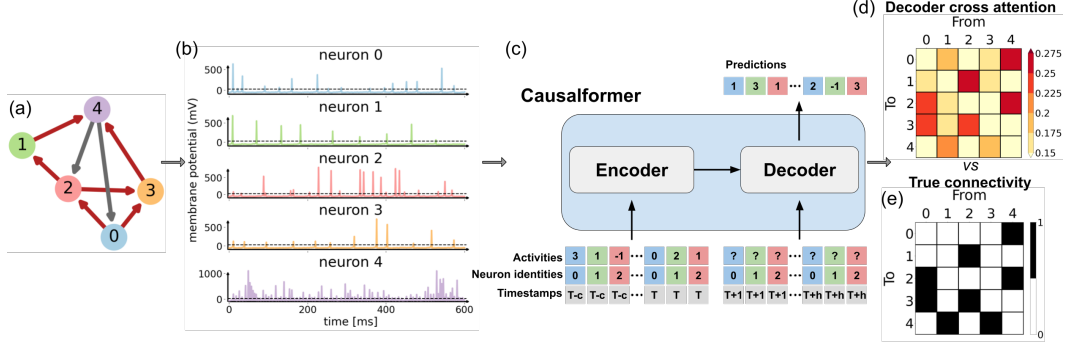 (a)
4
1
2
3
0
(b)
membrane potential (mV)
neuron 0
500
0
neuron 1
500
0
neuron 2
500
0
neuron 3
500
0
neuron 4
1000
0
0 200 400 600
time [ms]
(c)
Causalformer
Predictions
1 3 1 ... 2 -1 3
Encoder
Decoder
Activities 3 1 -1 ... 0 2 1 ? ? ? ... ? ? ?
Neuron identities 0 1 2 ... 0 1 2 0 1 2 ... 0 1 2
Timestamps T-c T-c T-c T T T T+1 T+1 T+1 T+h T+h T+h
(d)
Decoder cross attention
From
0 1 2 3 4
To
0
1
2
3
4
0.275
0.25
0.225
0.2
0.175
0.15
vs
True connectivity
(e)
From
0 1 2 3 4
To
0
1
2
3
4
1
0